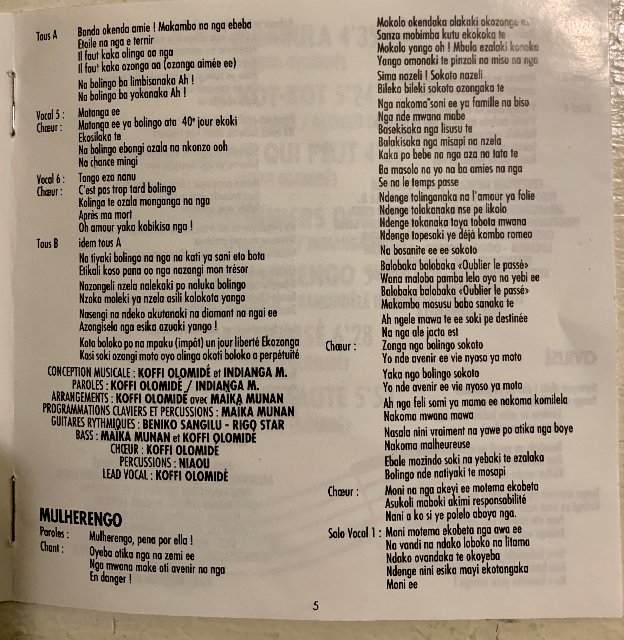 Tous A Banda okenda amie ! Makambo na nga ebeba
Etoile na nga e ternir
Il faut kaka olinga aa nga
Il faut kaka ozonga aa (ozonga aimée ee)
Na bolingo ba limbisanaka Ah !
Na bolingo ba yokanaka Ah !
Vocal 5 : Matanga ee
Chœur : Matanga ee ya bolingo ata 40e jour ekoki
Ekosilaka te
Na bolingo ebongi ozala na nkonzo ooh
Na chance mingi
Vocal 6 : Tango eza nanu
Chœur : C'est pas trop tard bolingo
Kolinga te ozala monganga na nga
Après ma mort
Oh amour yaka kobikisa nga !
Tous B idem tous A
Na tiyaki bolingo na nga na kati ya sani eto bota
Etikali koso pana oo nga nazangi mon trésor
Nazongeli nzela nalekaki po naluka bolingo
Nzoka moleki ya nzela asili kolokota yango
Nasengi na ndeko akutanaki na diamant na ngai ee
Azongisela nga esika azuaki yango !
Kota boloko po na mpaku (impôt) un jour liberté Ekozonga
Kasi soki ozangi moto oyo olinga okoti boloko a perpétuité
CONCEPTION MUSICALE : KOFFI OLOMIDÉ et INDIANGA M.
PAROLES : KOFFI OLOMIDÉ / INDIANGA M.
ARRANGEMENTS : KOFFI OLOMIDÉ avec MAIKA MUNAN
PROGRAMMATIONS CLAVIERS ET PERCUSSIONS : MAIKA MUNAN
GUITARES RYTHMIQUES : BENIKO SANGILU - RIGO STAR
BASS : MAIKA MUNAN et KOFFI OLOMIDÉ
CHŒUR : KOFFI OLOMIDÉ
PERCUSSIONS : NIAOU
LEAD VOCAL : KOFFI OLOMIDÉ
MULHERENGO
Paroles : Mulherengo, pena por ella !
Chant : Oyeba atika nga na zemi ee
Nga mwana make oti avenir na nga
En danger !
Mokolo okendaka olakaki okozonga
Sanza mobimba kutu ekokoka te
Mokolo yango oh ! Mbula ezalaki konoka
Yango omonaki te pinzoli na miso na nga
Sima nazeli ! Sokoto nazeli
Bileko bileki sokoto ozongaka te
Nga nakoma'soni ee ya famille na biso
Nga nde mwana mabe
Basekisaka nga lisusu te
Balakisaka nga misapi na nzela
Kaka po bebe na nga aza na tata te
Ba masolo na yo na ba amies na nga
Se na le temps passe
Ndenge tolinganaka na l'amour ya folie
Ndenge tolakanaka nse pe likolo
Ndenge tokanaka toya tobota mwana
Ndenge topesaki ye déjà kombo romeo
Na bosanite ee ee sokoto
Balobaka balobaka «Oublier le passé»
Wana maloba pamba lelo oyo na yebi ee
Balobaka balobaka «Oublier le passé»
Makambo mosusu baba sanaka te
Ah ngele mawa te ee soki pe destinée
Na nga ale jacta est
Chœur : Zonga nga bolingo sokoto
Yo nde avenir ee vie nyoso ya moto
Yaka ngo bolingo sokoto
Yo nde avenir ee vie nyoso ya moto
Ah nga feli somi ya mama ee nakoma komilela
Nakoma mwana mawa
Nasala nini vraiment na yawe po atika nga boye
Nakoma malheureuse
Ebale mozindo soki na yebaki te ezalaka
Bolingo nde natiyaki te mosapi
Chœur : Moni na nga akeyi ee motema ekobeta
Asukoli maboki akimi responsabilité
Nani a ko si ye polelo aboya nga.
Solo Vocal 1 : Moni motema ekobeta nga awa ee
Na vandi na ndako loboko na litama
Ndako ovandaka te okoyeba
Ndenge nini esika mayi ekotangaka
Moni ee
5